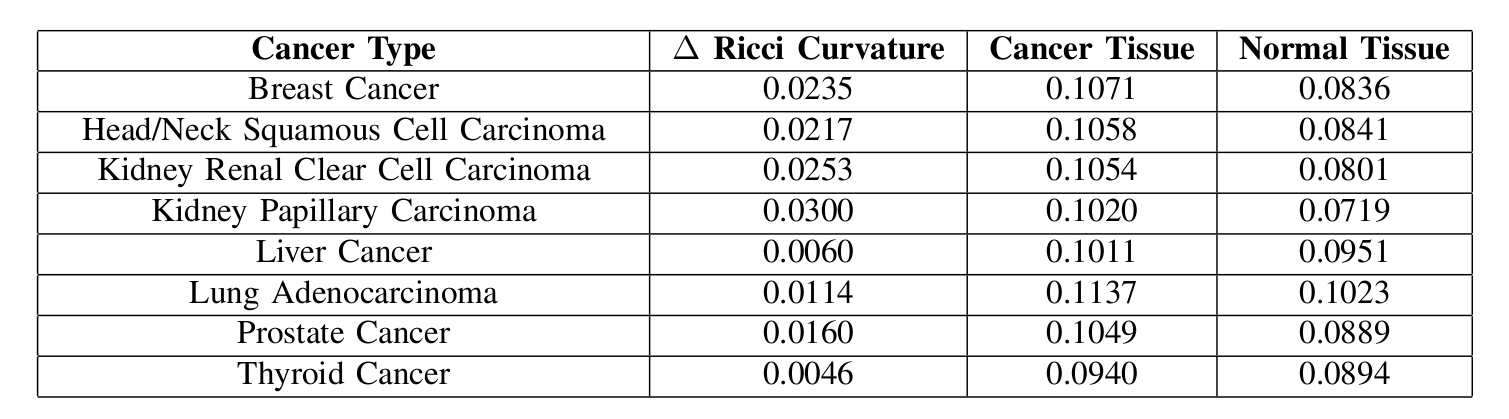 Cancer Type Δ Ricci Curvature Cancer Tissue Normal Tissue
Breast Cancer 0.0235 0.1071 0.0836
Head/Neck Squamous Cell Carcinoma 0.0217 0.1058 0.0841
Kidney Renal Clear Cell Carcinoma 0.0253 0.1054 0.0801
Kidney Papillary Carcinoma 0.0300 0.1020 0.0719
Liver Cancer 0.0060 0.1011 0.0951
Lung Adenocarcinoma 0.0114 0.1137 0.1023
Prostate Cancer 0.0160 0.1049 0.0889
Thyroid Cancer 0.0046 0.0940 0.0894